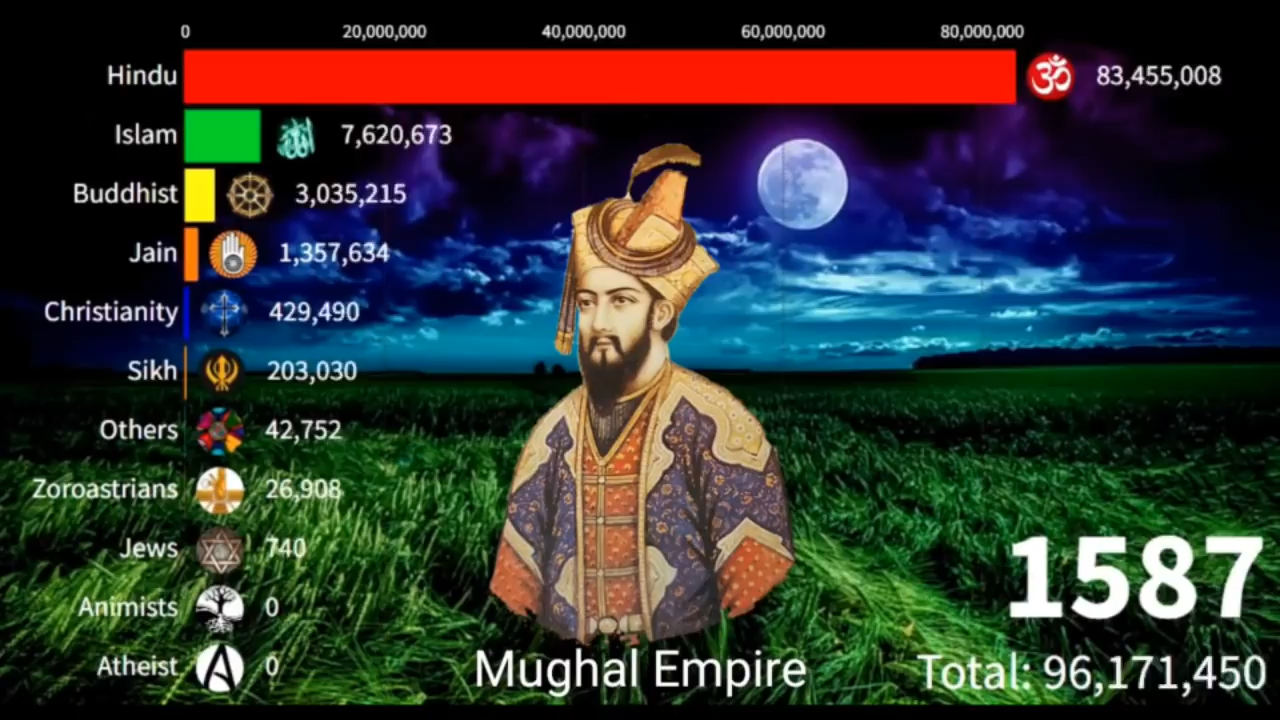 0 20,000,000 40,000,000 60,000,000 80,000,000
Hindu ॐ 83,455,008
Islam 7,620,673
Buddhist 3,035,215
Jain 1,357,634
Christianity 429,490
Sikh 203,030
Others 42,752
Zoroastrians 26,908
Jews 740
Animists 0
Atheist 0
1587
Mughal Empire
Total: 96,171,450